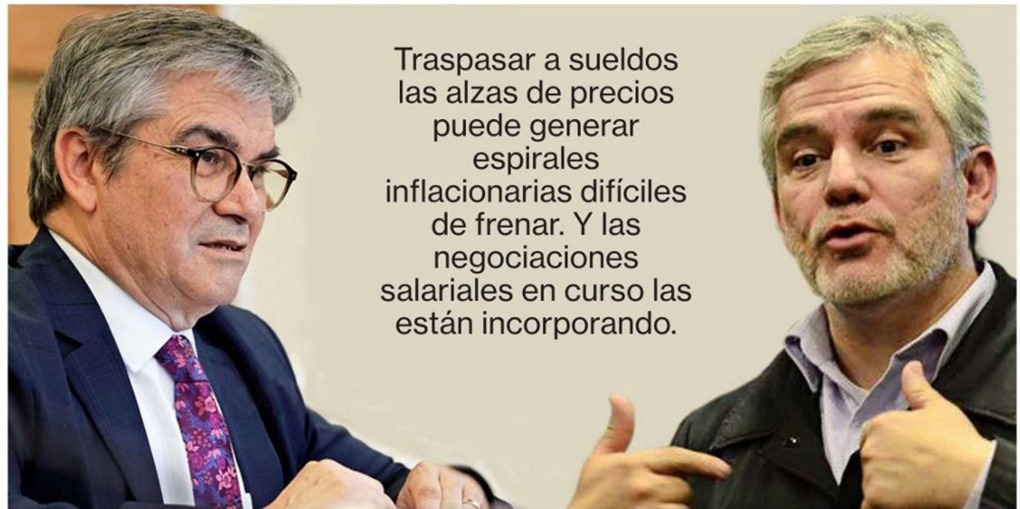 Traspasar a sueldos
las alzas de precios
puede generar
espirales
inflacionarias difíciles
de frenar. Y las
negociaciones
salariales en curso las
están incorporando.